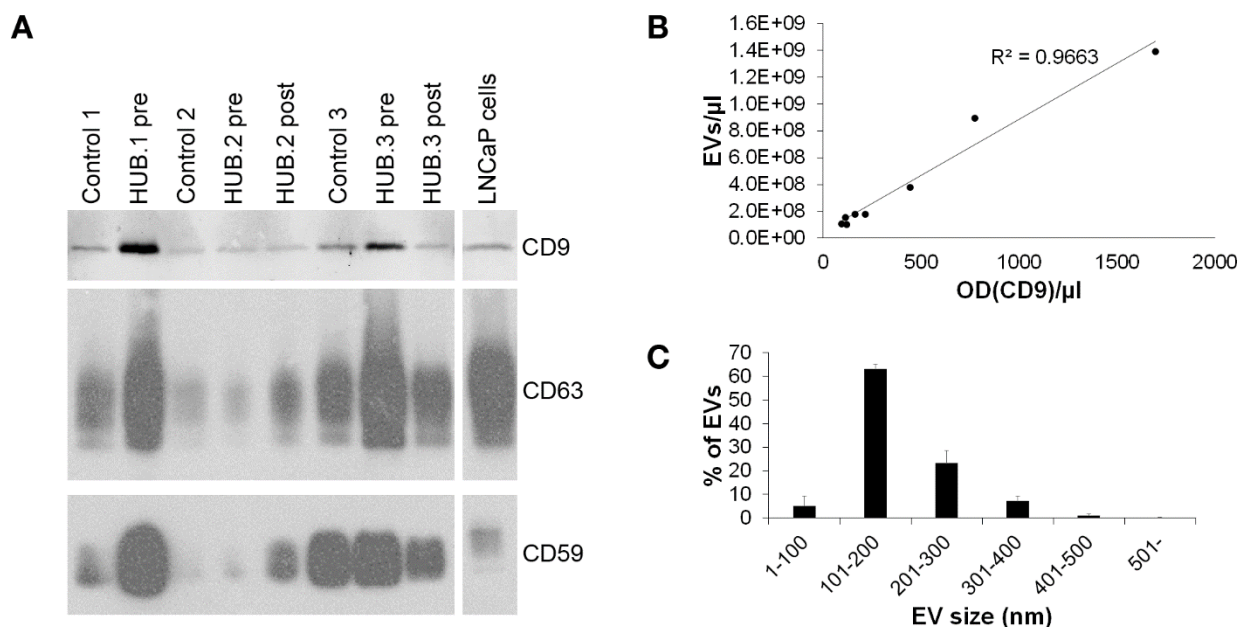 A
Control 1
HUB.1 pre
Control 2
HUB.2 pre
HUB.2 post
Control 3
HUB.3 pre
HUB.3 post
LNCaP cells
CD9
CD63
CD59
B
1.6E+09
1.4E+09
1.2E+09
1.0E+09
8.0E+08
6.0E+08
4.0E+08
2.0E+08
0.0E+00
EVs/µl
R² = 0.9663
0 500 1000 1500 2000
OD(CD9)/µl
C
70
60
50
40
30
20
10
0
% of EVs
1-100
101-200
201-300
301-400
401-500
501-
EV size (nm)